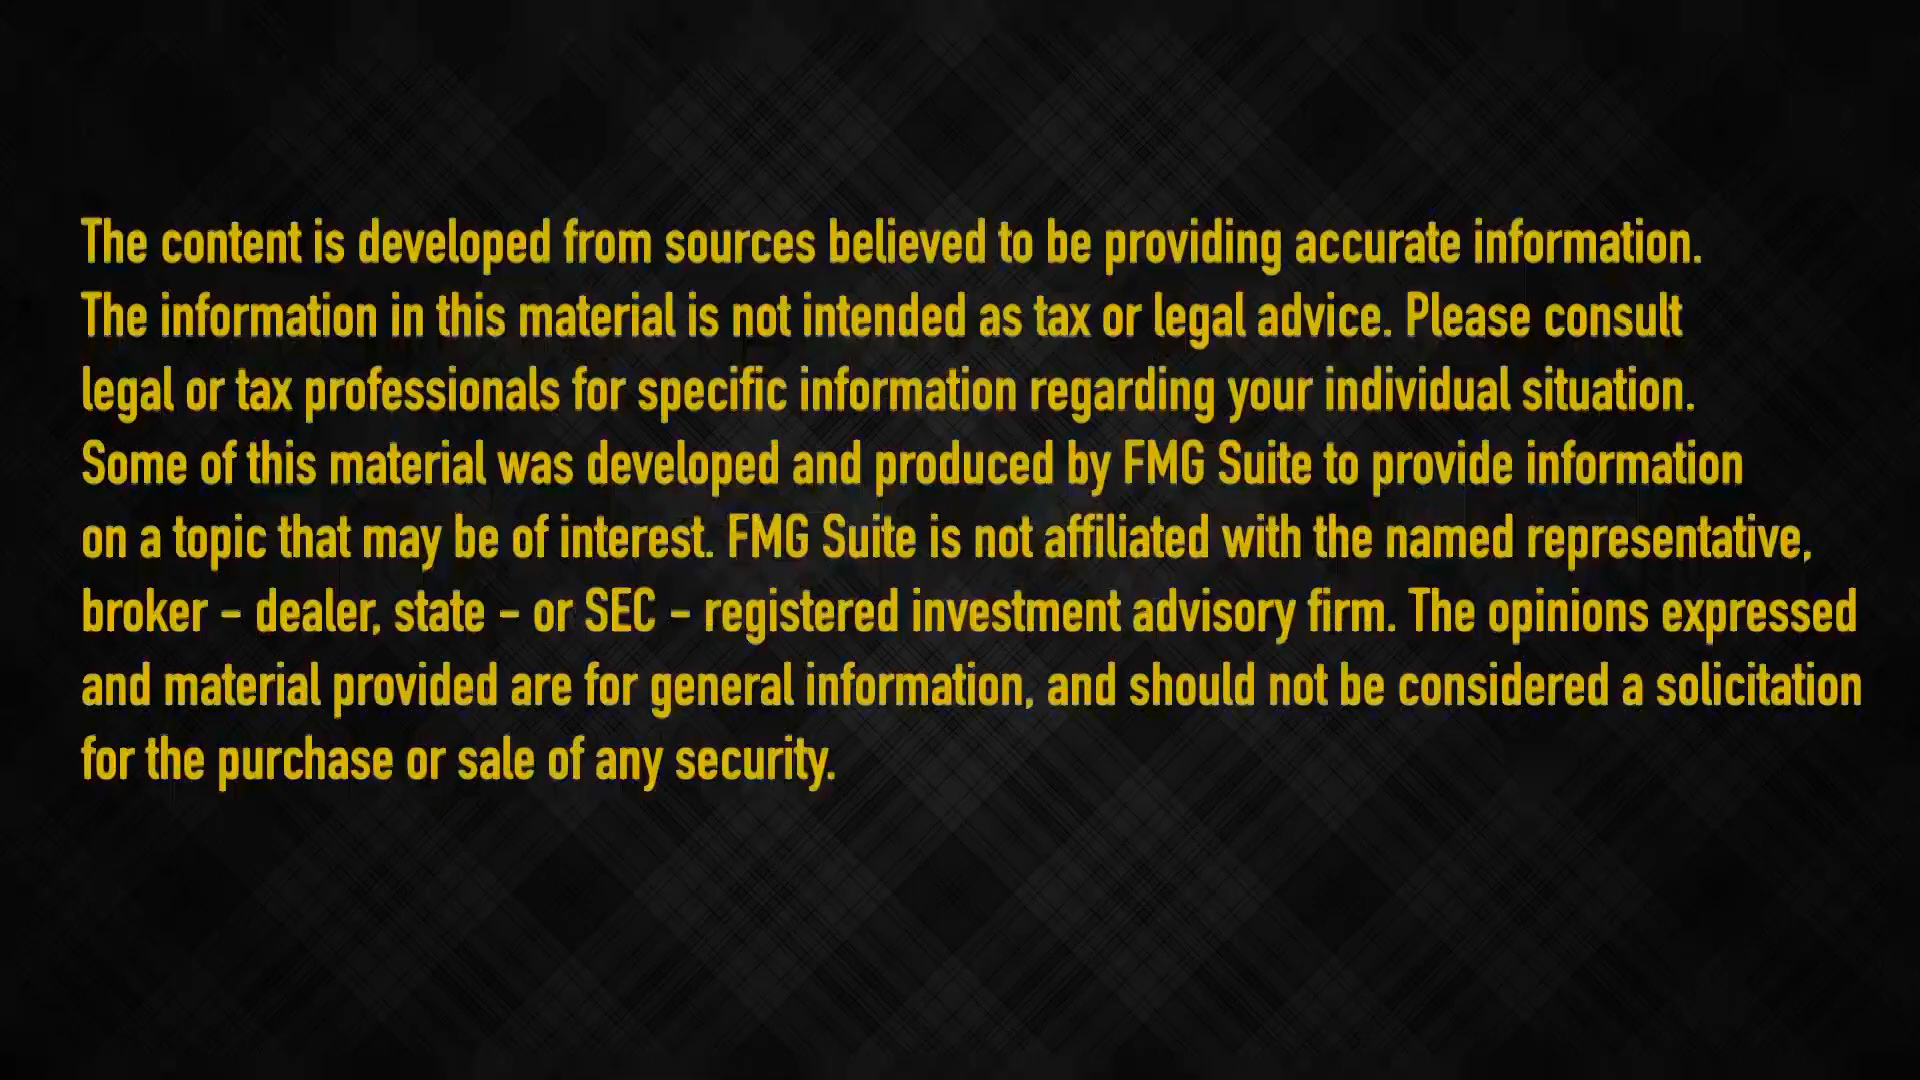 The content is developed from sources believed to be providing accurate information.
The information in this material is not intended as tax or legal advice. Please consult
legal or tax professionals for specific information regarding your individual situation.
Some of this material was developed and produced by FMG Suite to provide information
on a topic that may be of interest. FMG Suite is not affiliated with the named representative,
broker – dealer, state – or SEC – registered investment advisory firm. The opinions expressed
and material provided are for general information, and should not be considered a solicitation
for the purchase or sale of any security.